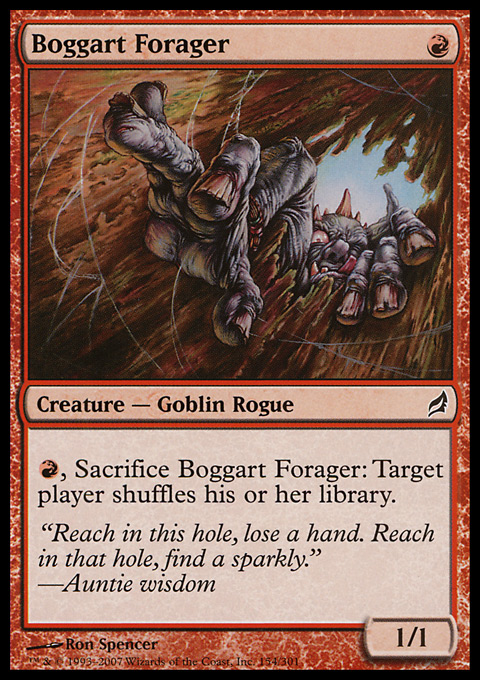 Boggart Forager
Creature — Goblin Rogue
, Sacrifice Boggart Forager: Target
player shuffles his or her library.
“Reach in this hole, lose a hand. Reach
in that hole, find a sparkly.”
—Auntie wisdom
Ron Spencer
1/1
™ & © 1993–2007 Wizards of the Coast, Inc. 154/301